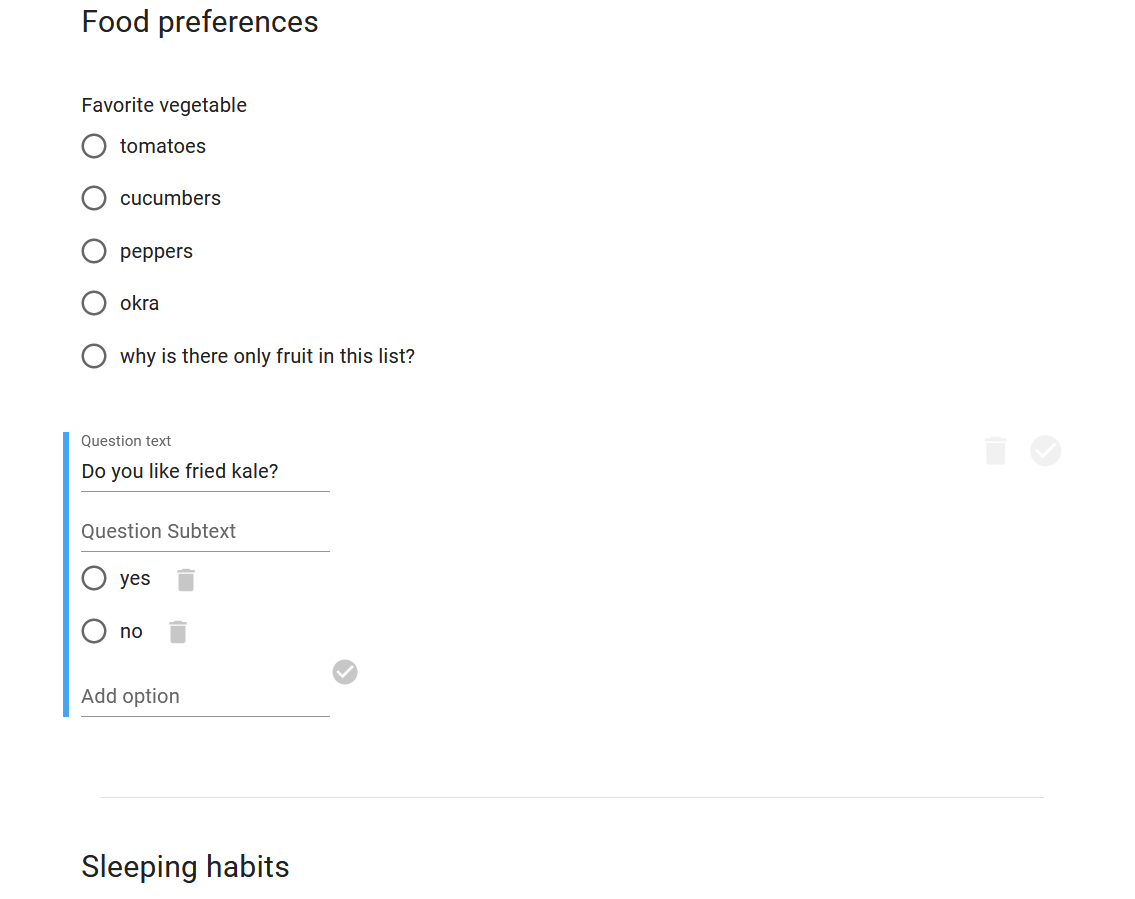 Food preferences
Favorite vegetable
tomatoes
cucumbers
peppers
okra
why is there only fruit in this list?
Question text
Do you like fried kale?
Question Subtext
yes
no
Add option
Sleeping habits